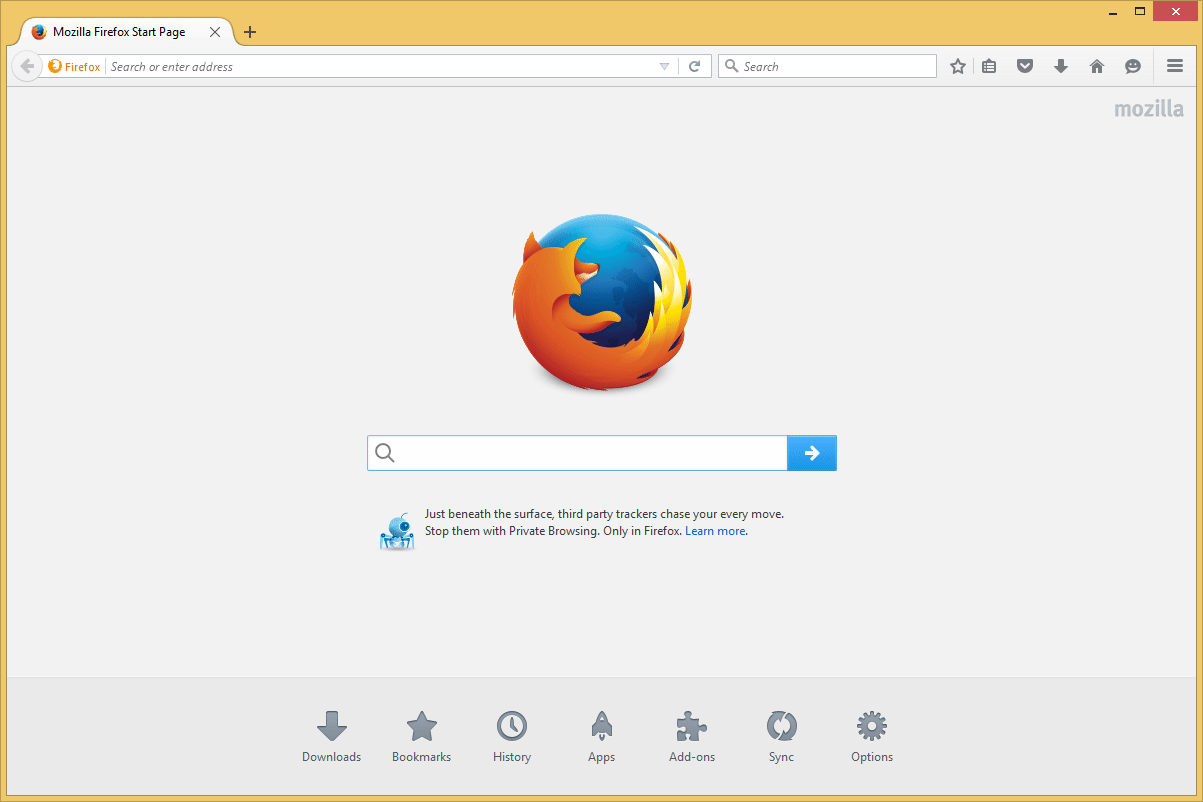 Mozilla Firefox Start Page
Firefox Search or enter address
Search
mozilla
Just beneath the surface, third party trackers chase your every move.
Stop them with Private Browsing. Only in Firefox. Learn more.
Downloads Bookmarks History Apps Add-ons Sync Options